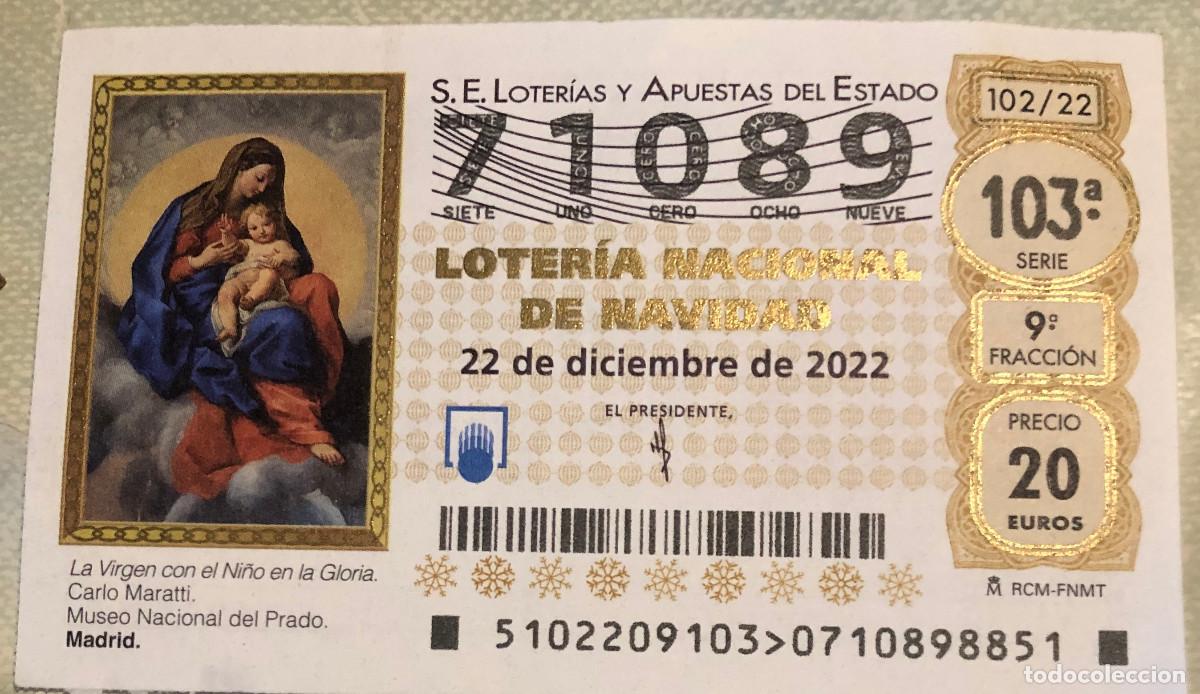 S. E. LOTERÍAS Y APUESTAS DEL ESTADO
71089
SIETE UNO CERO OCHO NUEVE
LOTERÍA NACIONAL
DE NAVIDAD
22 de diciembre de 2022
EL PRESIDENTE,
102/22
103ª
SERIE
9ª
FRACCIÓN
PRECIO
20
EUROS
M RCM-FNMT
La Virgen con el Niño en la Gloria.
Carlo Maratti.
Museo Nacional del Prado.
Madrid.
5102209103>0710898851
todocoleccion